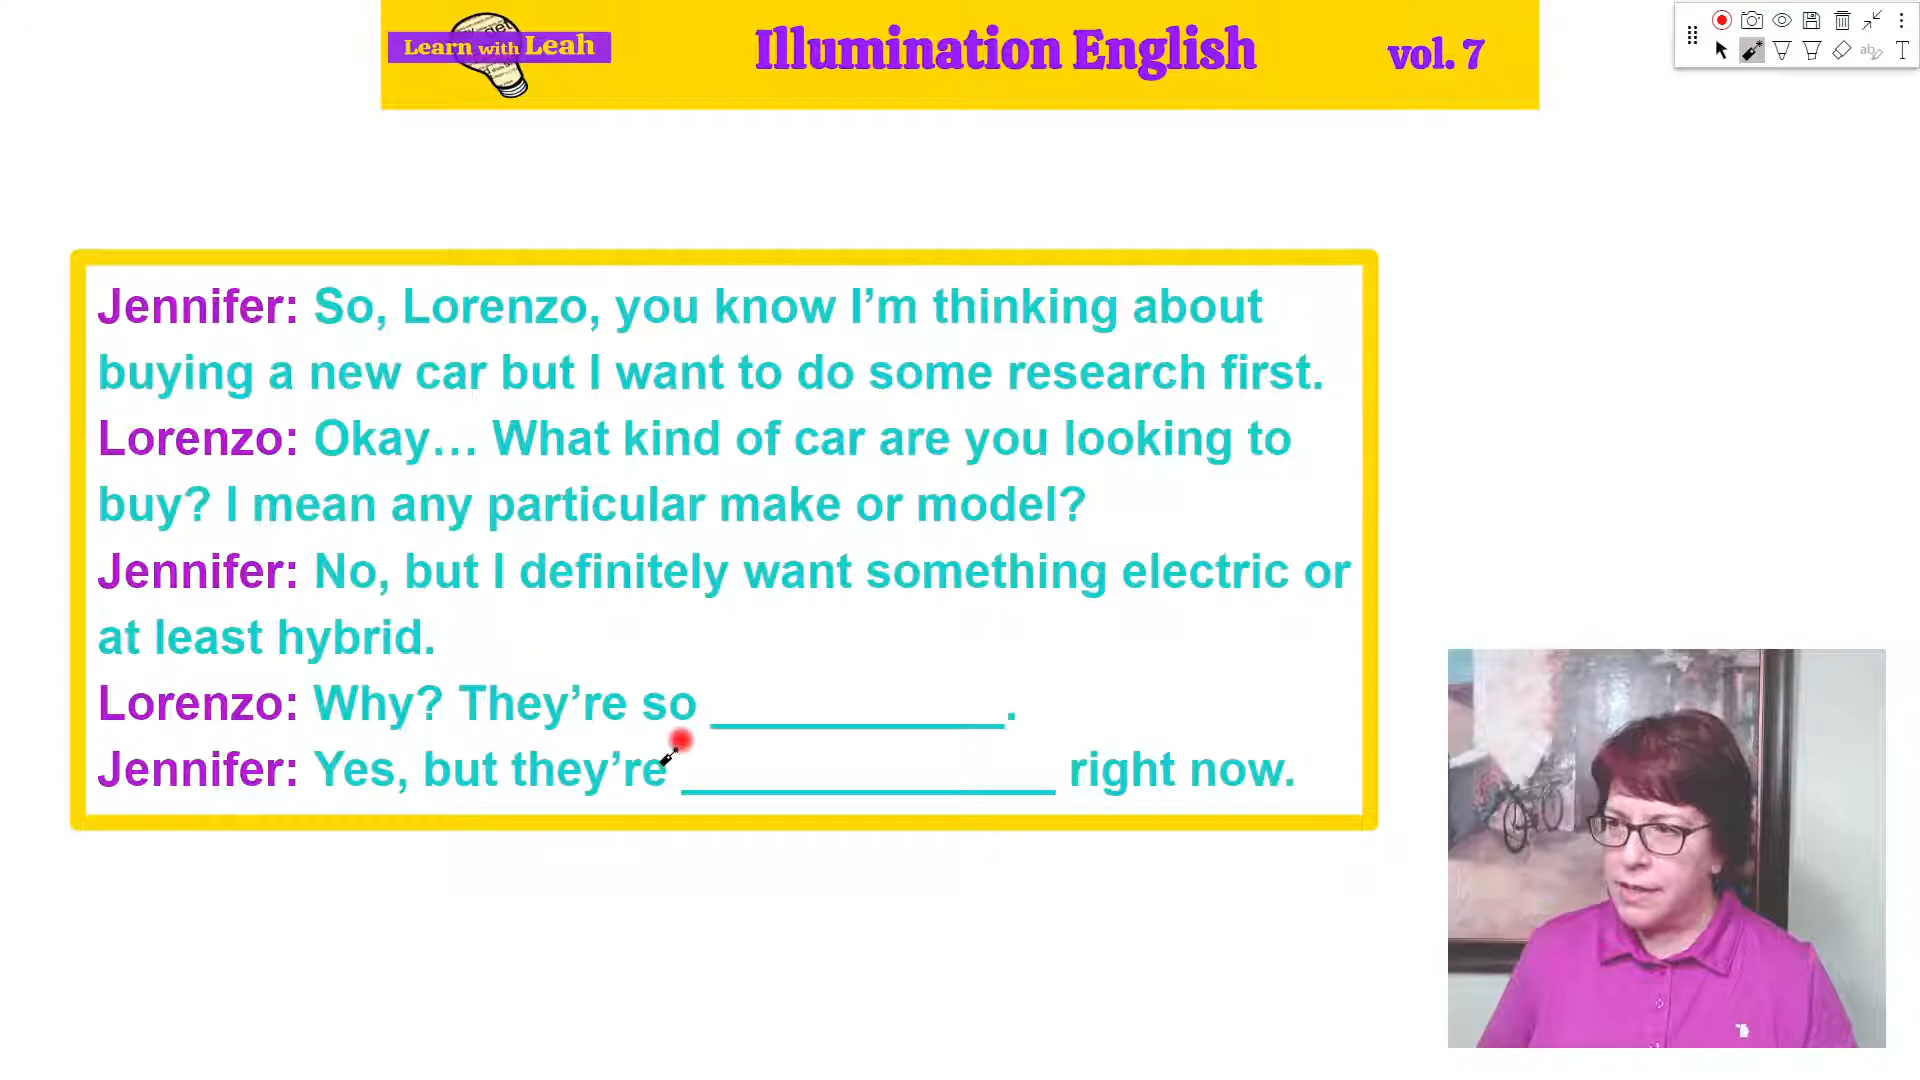 Learn with Leah
Illumination English
vol. 7
Jennifer: So, Lorenzo, you know I’m thinking about
buying a new car but I want to do some research first.
Lorenzo: Okay… What kind of car are you looking to
buy? I mean any particular make or model?
Jennifer: No, but I definitely want something electric or
at least hybrid.
Lorenzo: Why? They’re so ___________.
Jennifer: Yes, but they’re ______________ right now.